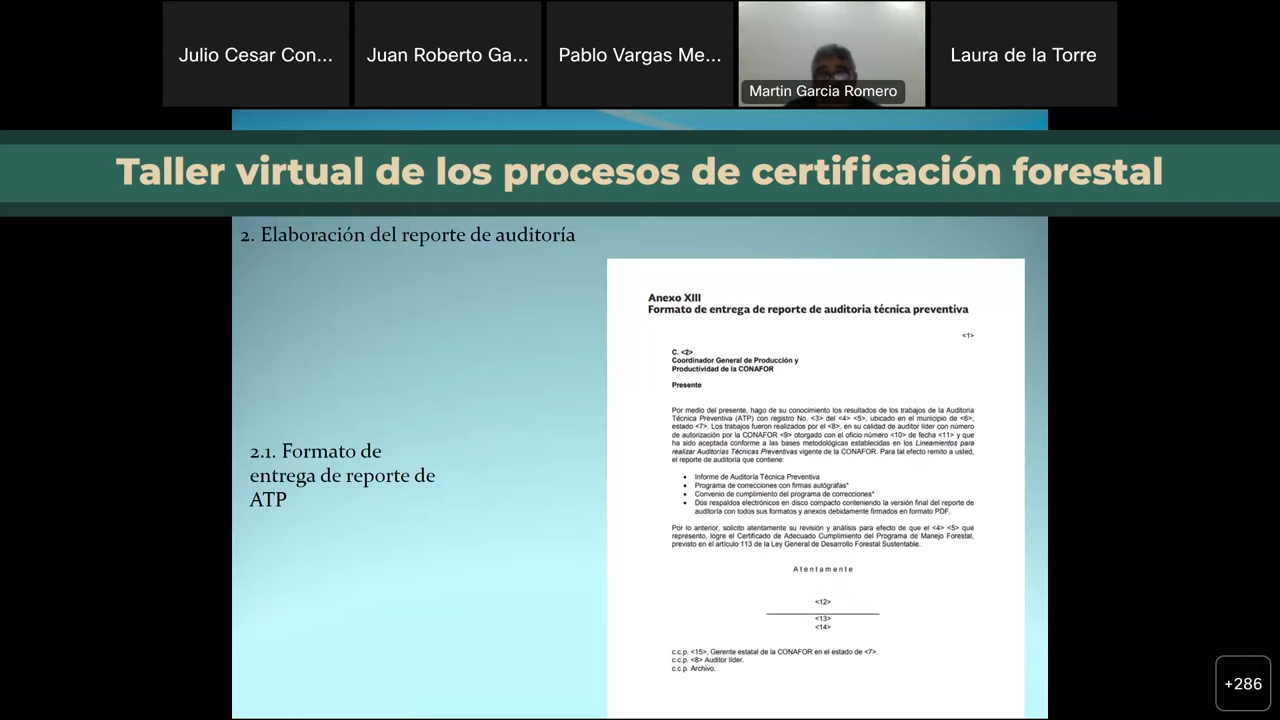 Julio Cesar Con...
Juan Roberto Ga...
Pablo Vargas Me...
Martin Garcia Romero
Laura de la Torre
Taller virtual de los procesos de certificación forestal
2. Elaboración del reporte de auditoría
2.1. Formato de
entrega de reporte de
ATP
Anexo XIII
Formato de entrega de reporte de auditoria técnica preventiva
<1>
C. <2>
Coordinador General de Producción y
Productividad de la CONAFOR
Presente
Por medio del presente, hago de su conocimiento los resultados de los trabajos de la Auditoria
Técnica Preventiva (ATP) con registro No. <3> del <4> <5>, ubicado en el municipio de <6>,
estado <7>. Los trabajos fueron realizados por el <8>, en su calidad de auditor líder con número
de autorización por la CONAFOR <9> otorgado con el oficio número <10> de fecha <11> y que
ha sido aceptada conforme a las bases metodológicas establecidas en los Lineamientos para
realizar Auditorías Técnicas Preventivas vigente de la CONAFOR. Para tal efecto remito a usted,
el reporte de auditoría que contiene:
• Informe de Auditoría Técnica Preventiva
• Programa de correcciones con firmas autógrafas*
• Convenio de cumplimiento del programa de correcciones*
• Dos respaldos electrónicos en disco compacto conteniendo la versión final del reporte de
auditoría con todos sus formatos y anexos debidamente firmados en formato PDF.
Por lo anterior, solicito atentamente su revisión y análisis para efecto de que el <4> <5> que
represento, logre el Certificado de Adecuado Cumplimiento del Programa de Manejo Forestal,
previsto en el artículo 113 de la Ley General de Desarrollo Forestal Sustentable.
A t e n t a m e n t e
<12>
<13>
<14>
c.c.p. <15>, Gerente estatal de la CONAFOR en el estado de <7>.
c.c.p. <8> Auditor líder.
c.c.p. Archivo.
+286